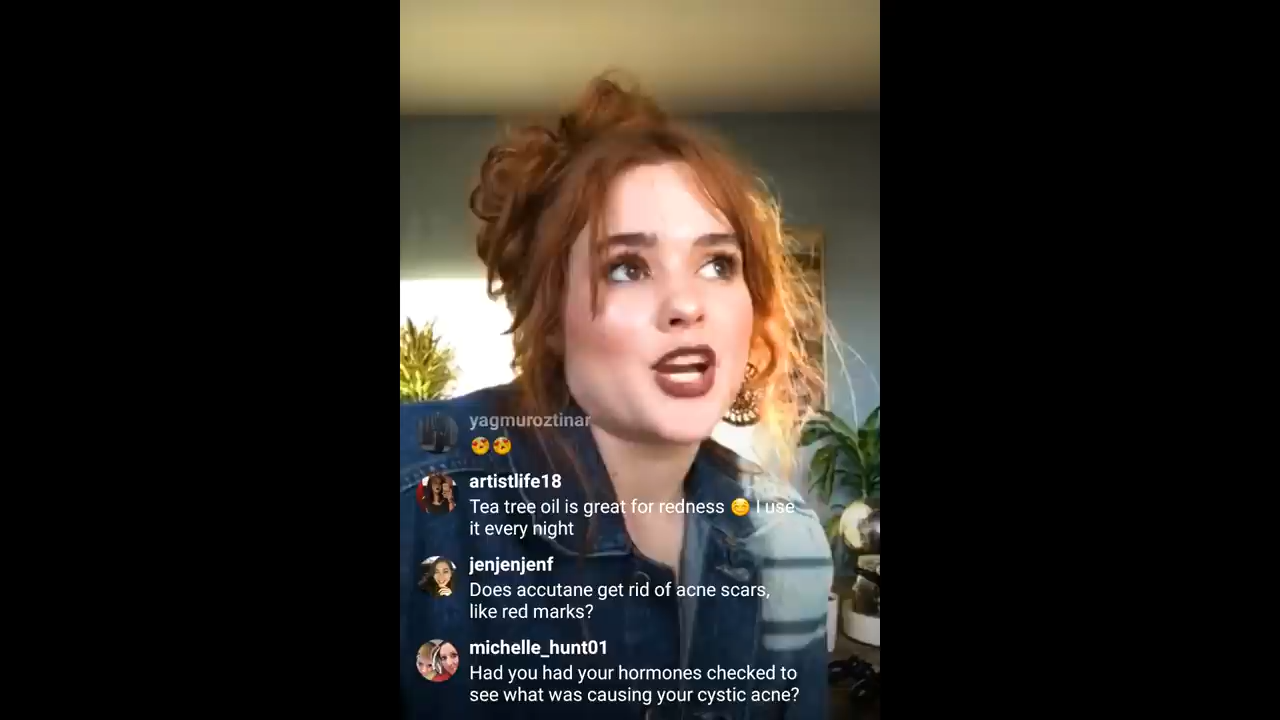 yagmuroztinar
😍😍
artistlife18
Tea tree oil is great for redness 😊 I use
it every night
jenjenjenf
Does accutane get rid of acne scars,
like red marks?
michelle_hunt01
Had you had your hormones checked to
see what was causing your cystic acne?